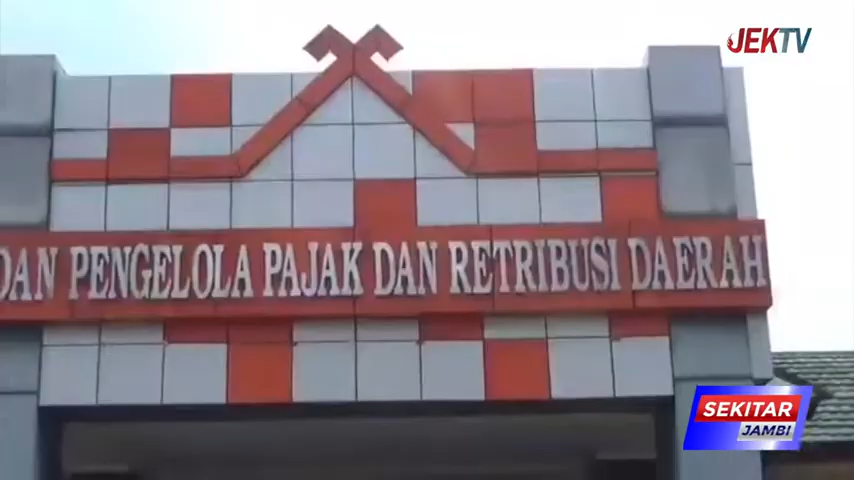 JEKTV
DAN PENGELOLA PAJAK DAN RETRIBUSI DAERAH
SEKITAR
JAMBI